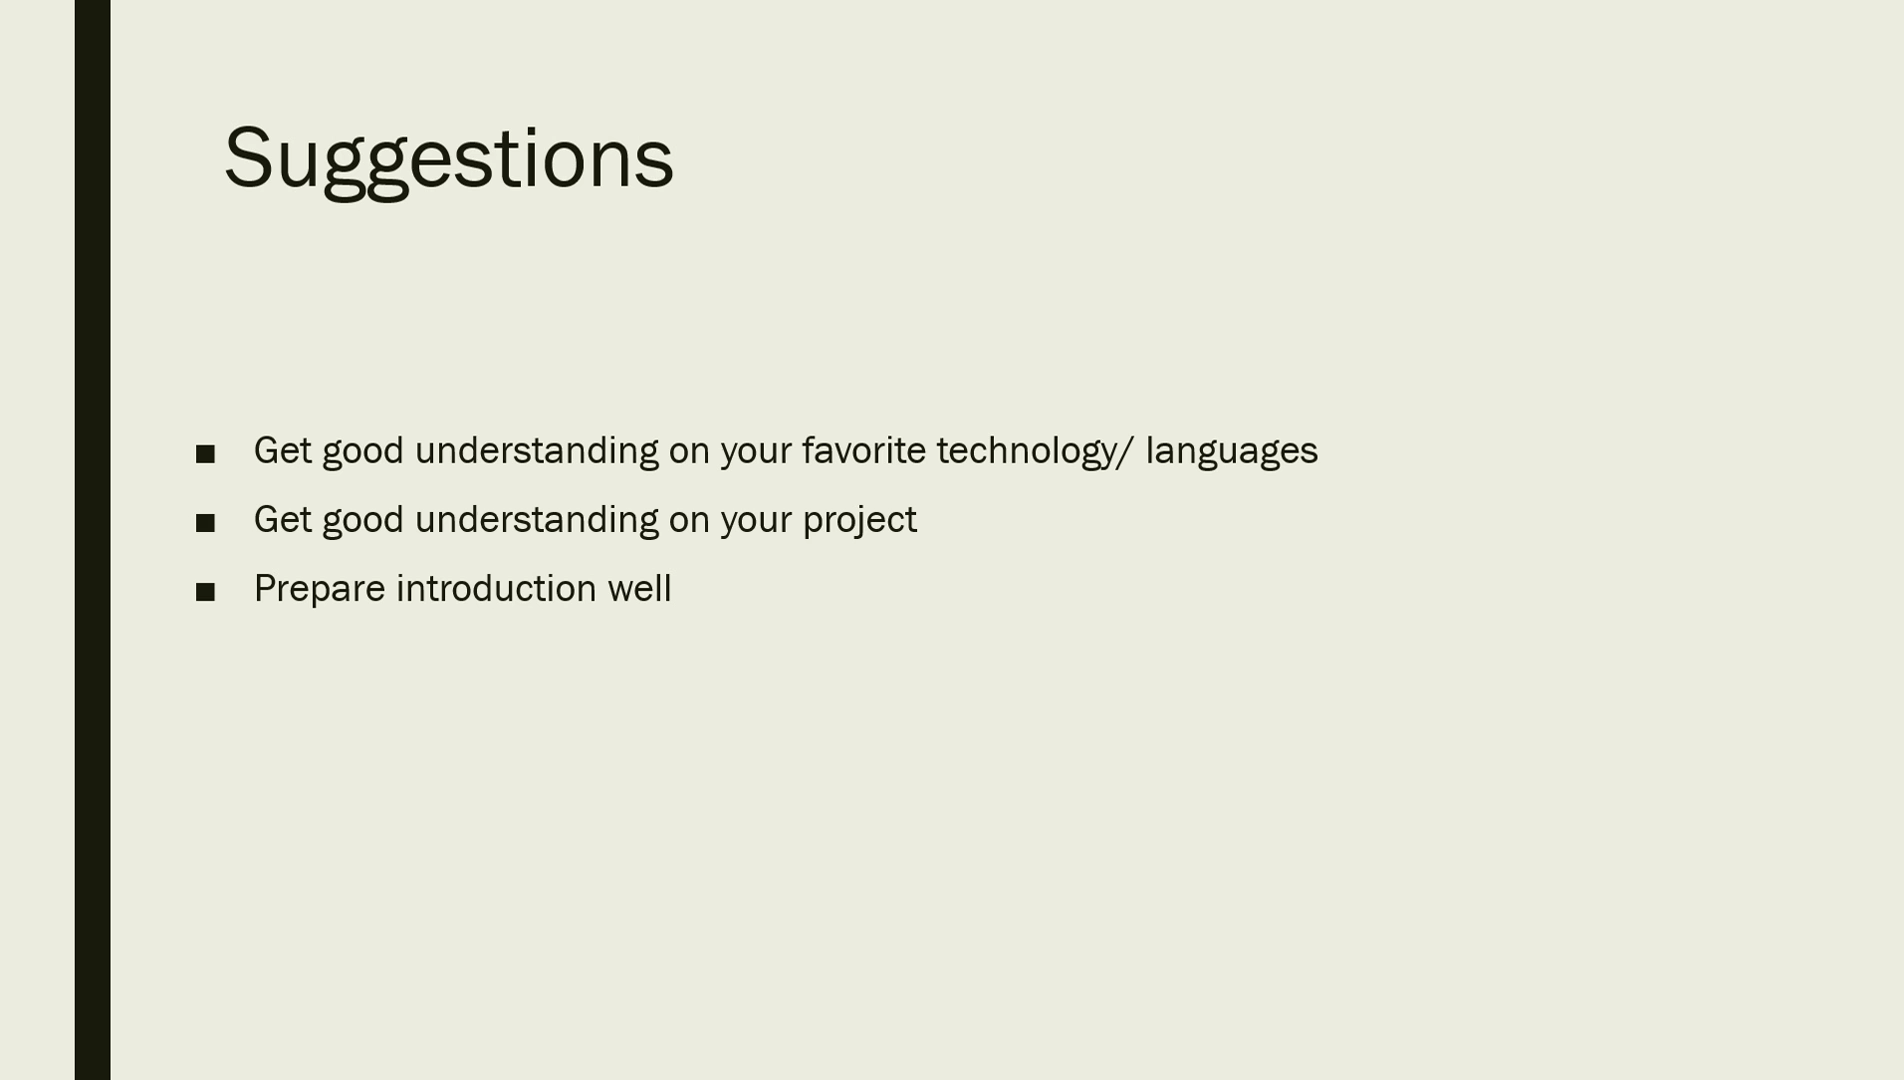 Suggestions
■ Get good understanding on your favorite technology/ languages
■ Get good understanding on your project
■ Prepare introduction well